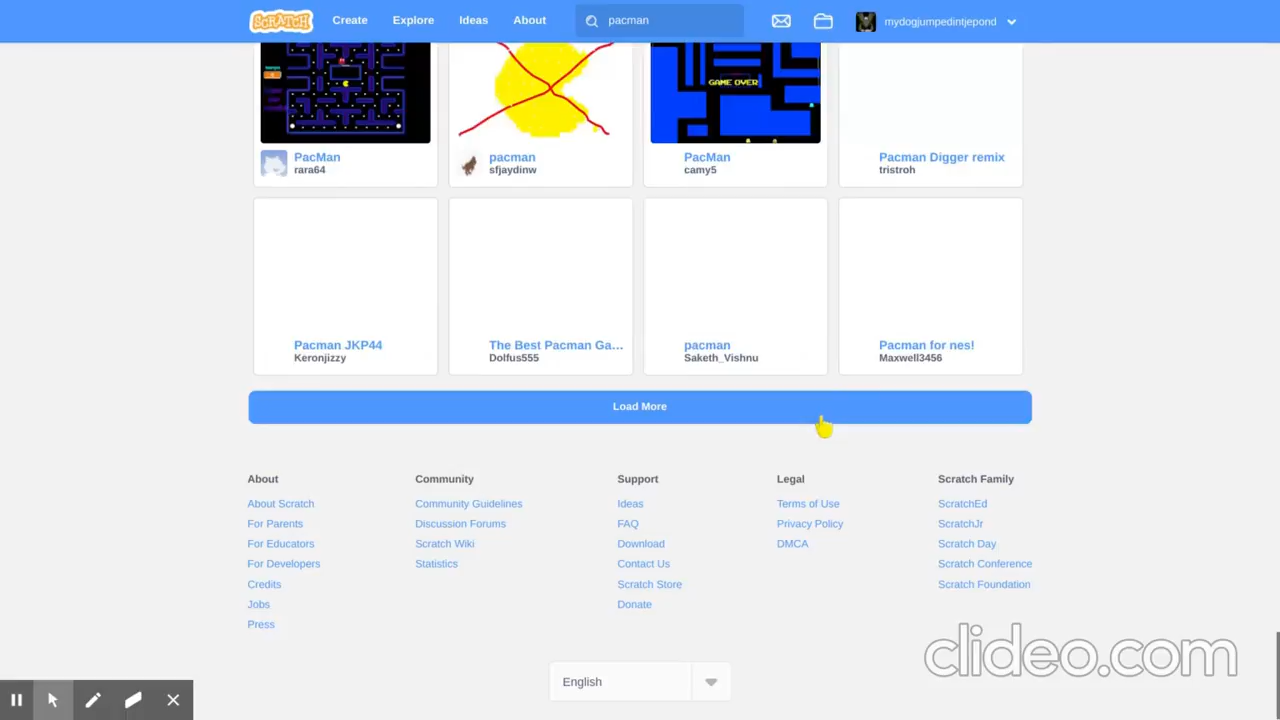 SCRATCH Create Explore Ideas About pacman mydogjumpedintjepond
GAME OVER
PacMan pacman PacMan Pacman Digger remix
rara64 sfjaydinw camy5 tristroh
Pacman JKP44 The Best Pacman Ga... pacman Pacman for nes!
Keronjizzy Dolfus555 Saketh_Vishnu Maxwell3456
Load More
About Community Support Legal Scratch Family
About Scratch Community Guidelines Ideas Terms of Use ScratchEd
For Parents Discussion Forums FAQ Privacy Policy ScratchJr
For Educators Scratch Wiki Download DMCA Scratch Day
For Developers Statistics Contact Us Scratch Conference
Credits Scratch Store Scratch Foundation
Jobs Donate
Press
clideo.com
English